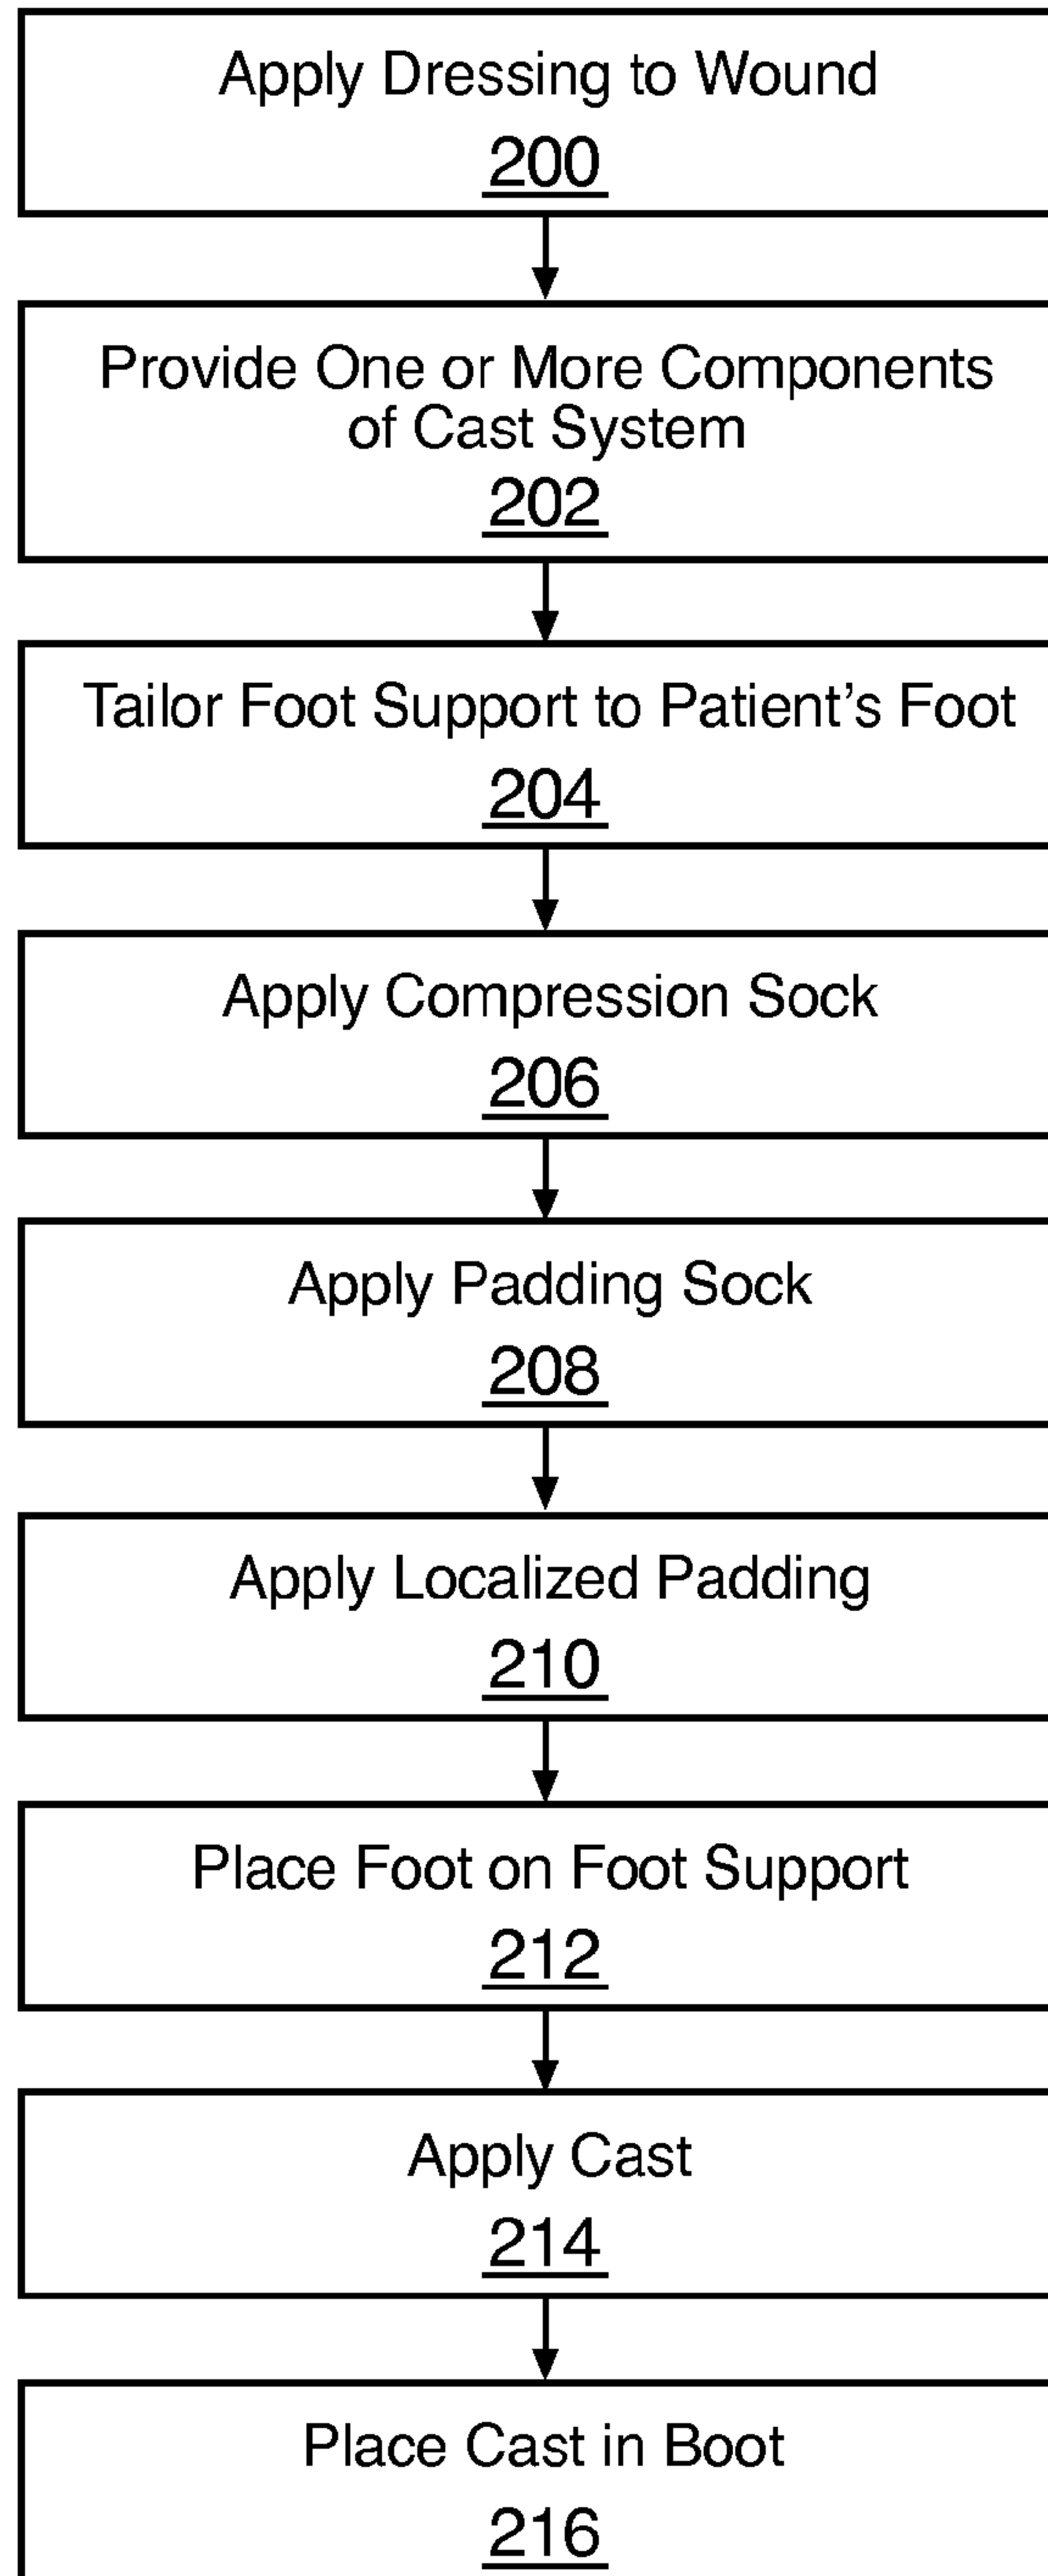 Apply Dressing to Wound
200
Provide One or More Components
of Cast System
202
Tailor Foot Support to Patient’s Foot
204
Apply Compression Sock
206
Apply Padding Sock
208
Apply Localized Padding
210
Place Foot on Foot Support
212
Apply Cast
214
Place Cast in Boot
216